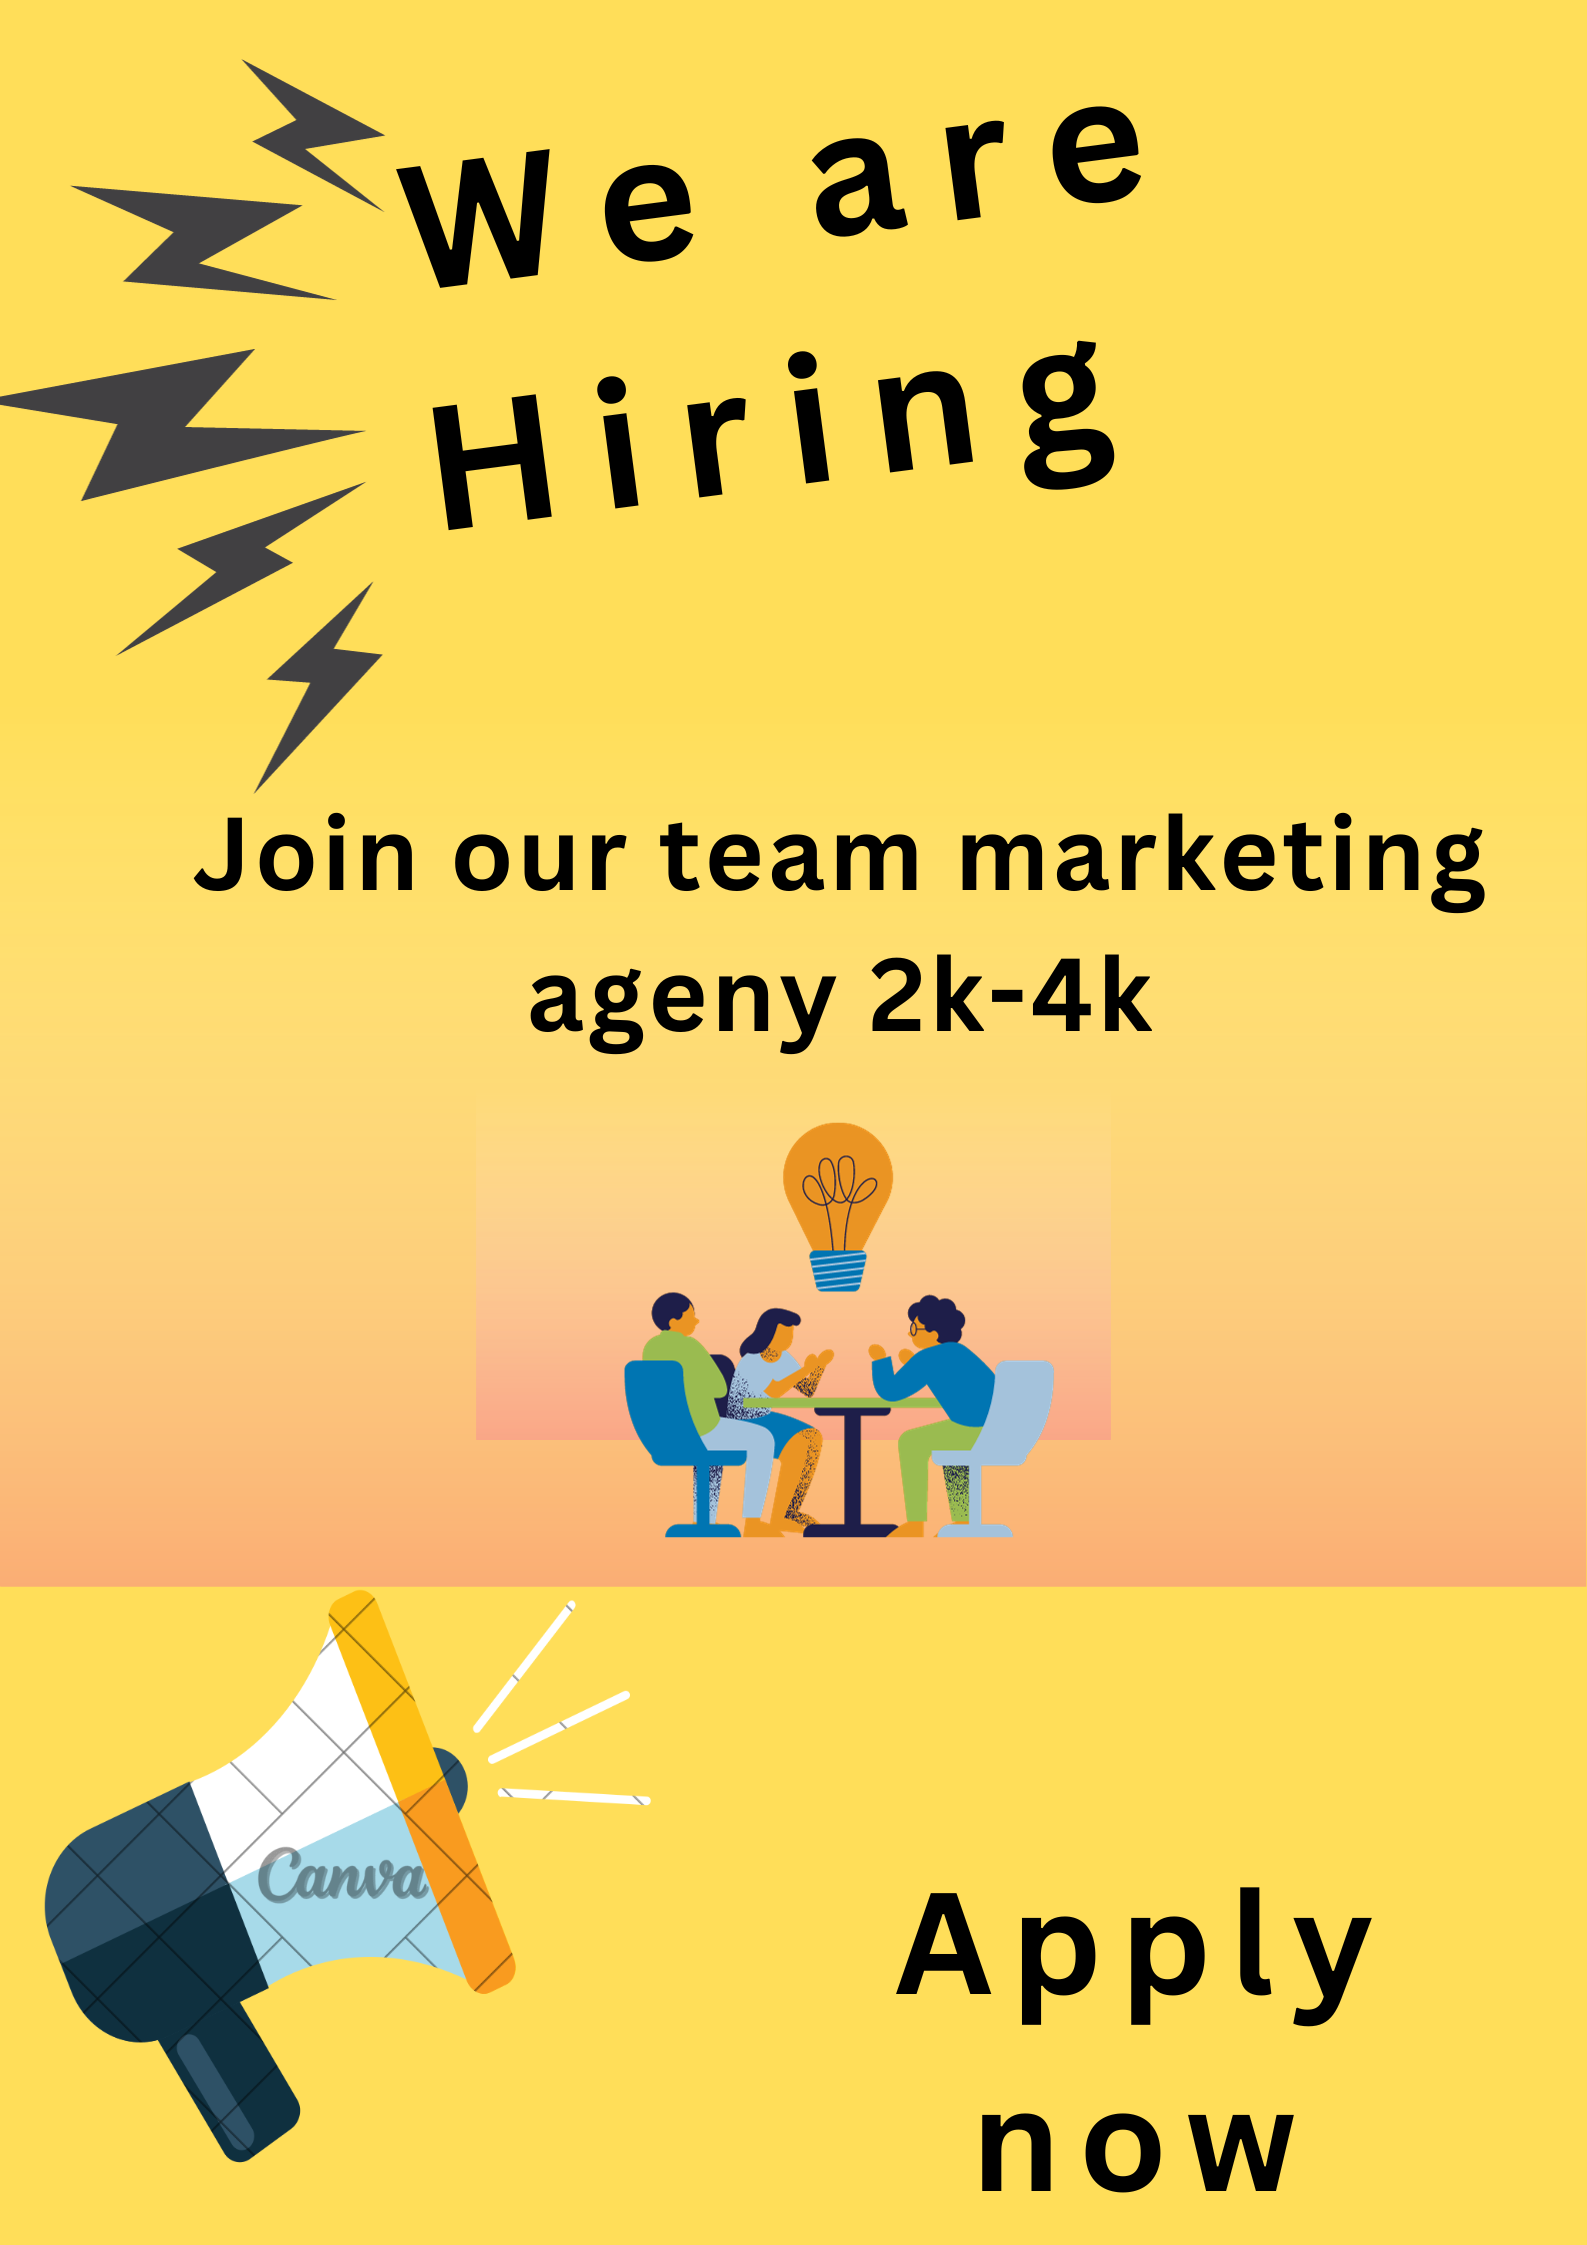 We are
Hiring
Join our team marketing
ageny 2k-4k
Canva
Apply
now